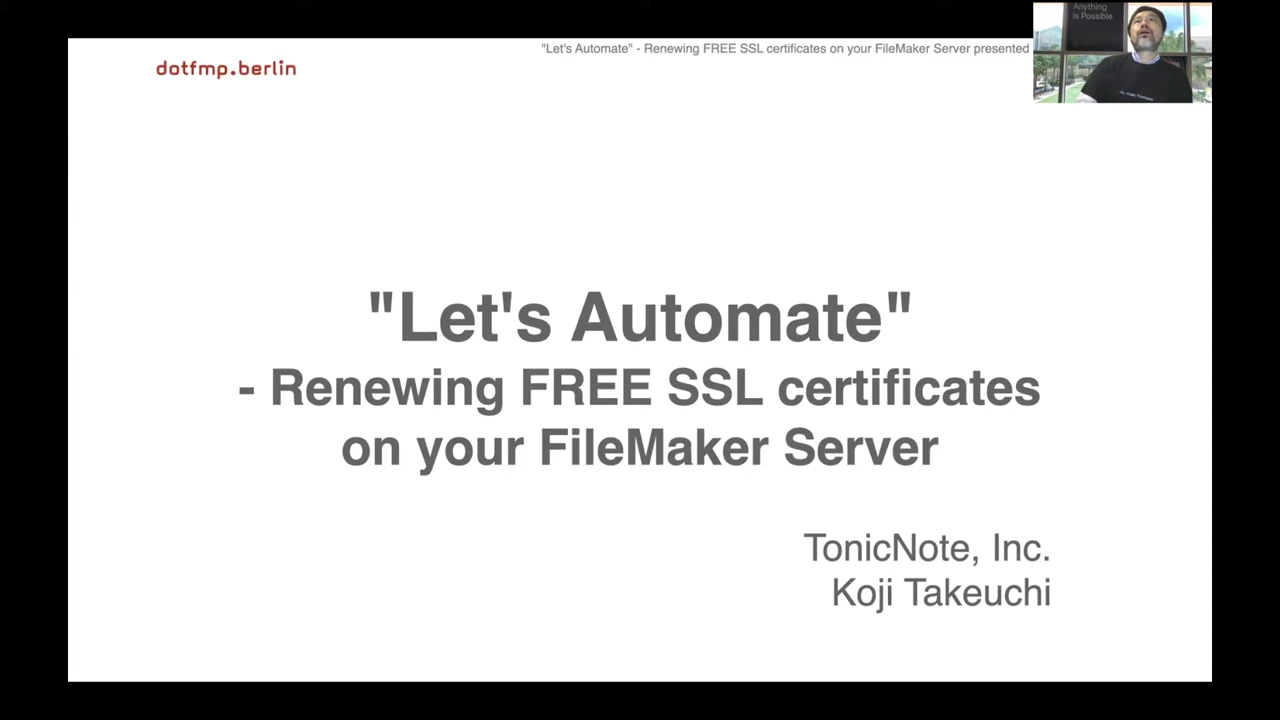 Anything
is Possible
dotfmp.berlin
"Let's Automate" - Renewing FREE SSL certificates on your FileMaker Server presented
"Let's Automate"
- Renewing FREE SSL certificates
on your FileMaker Server
TonicNote, Inc.
Koji Takeuchi